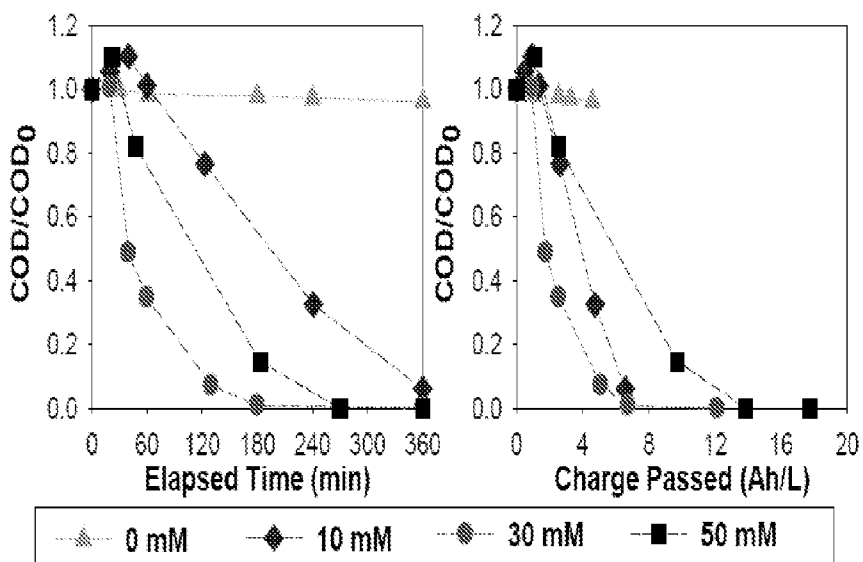 COD/COD0
1.2
1.0
0.8
0.6
0.4
0.2
0.0
0 60 120 180 240 300 360
Elapsed Time (min)
COD/COD0
1.2
1.0
0.8
0.6
0.4
0.2
0.0
0 4 8 12 16 20
Charge Passed (Ah/L)
0 mM 10 mM 30 mM 50 mM